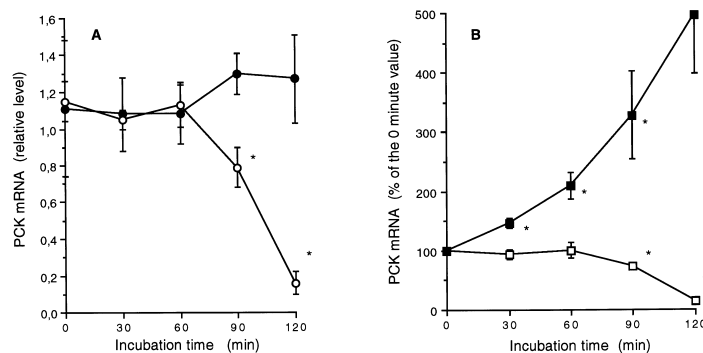 A
PCK mRNA (relative level)
1,6
1,4
1,2
1,0
0,8
0,6
0,4
0,2
0,0
*
*
0 30 60 90 120
Incubation time (min)
B
PCK mRNA (% of the 0 minute value)
500
400
300
200
100
0
*
*
*
*
0 30 60 90 120
Incubation time (min)